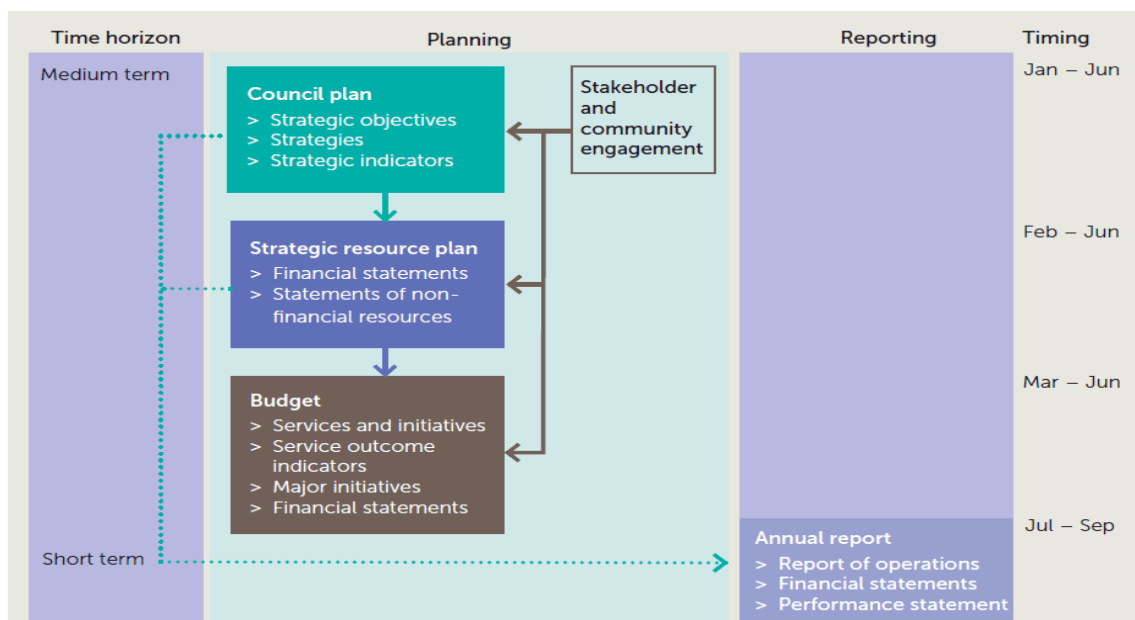 Time horizon
Planning
Reporting
Timing
Medium term
Council plan
> Strategic objectives
> Strategies
> Strategic indicators
Stakeholder
and
community
engagement
Jan – Jun
Strategic resource plan
> Financial statements
> Statements of non-
financial resources
Feb – Jun
Budget
> Services and initiatives
> Service outcome
indicators
> Major initiatives
> Financial statements
Mar – Jun
Short term
Annual report
> Report of operations
> Financial statements
> Performance statement
Jul – Sep